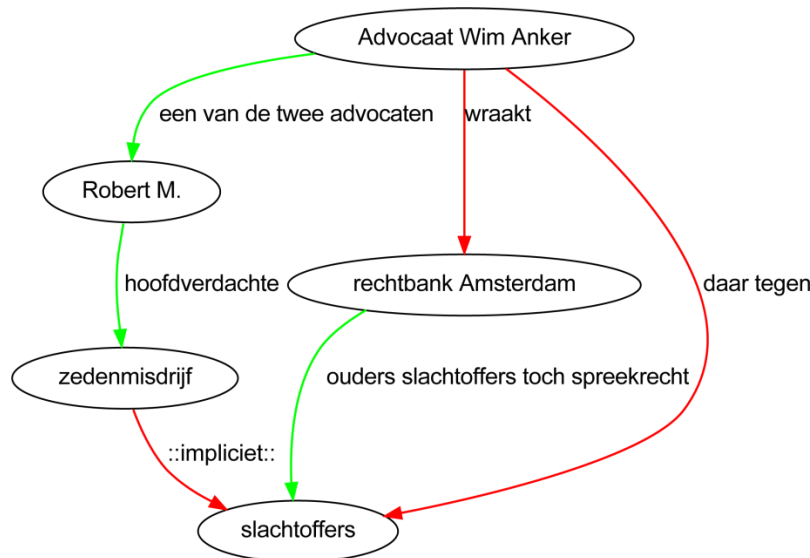 Advocaat Wim Anker
een van de twee advocaten
wraakt
Robert M.
hoofdverdachte
rechtbank Amsterdam
daar tegen
zedenmisdrijf
ouders slachtoffers toch spreekrecht
::impliciet::
slachtoffers